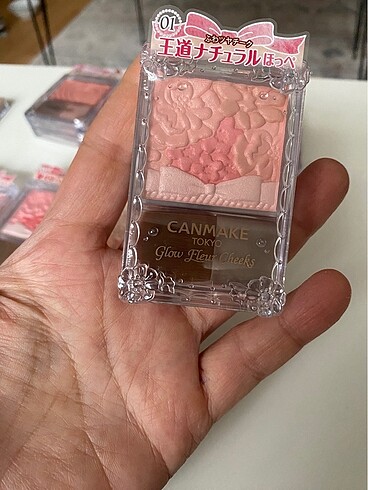 01
ふわツヤチーク
王道ナチュラルほっぺ
CANMAKE
TOKYO
Glow Fleur Cheeks